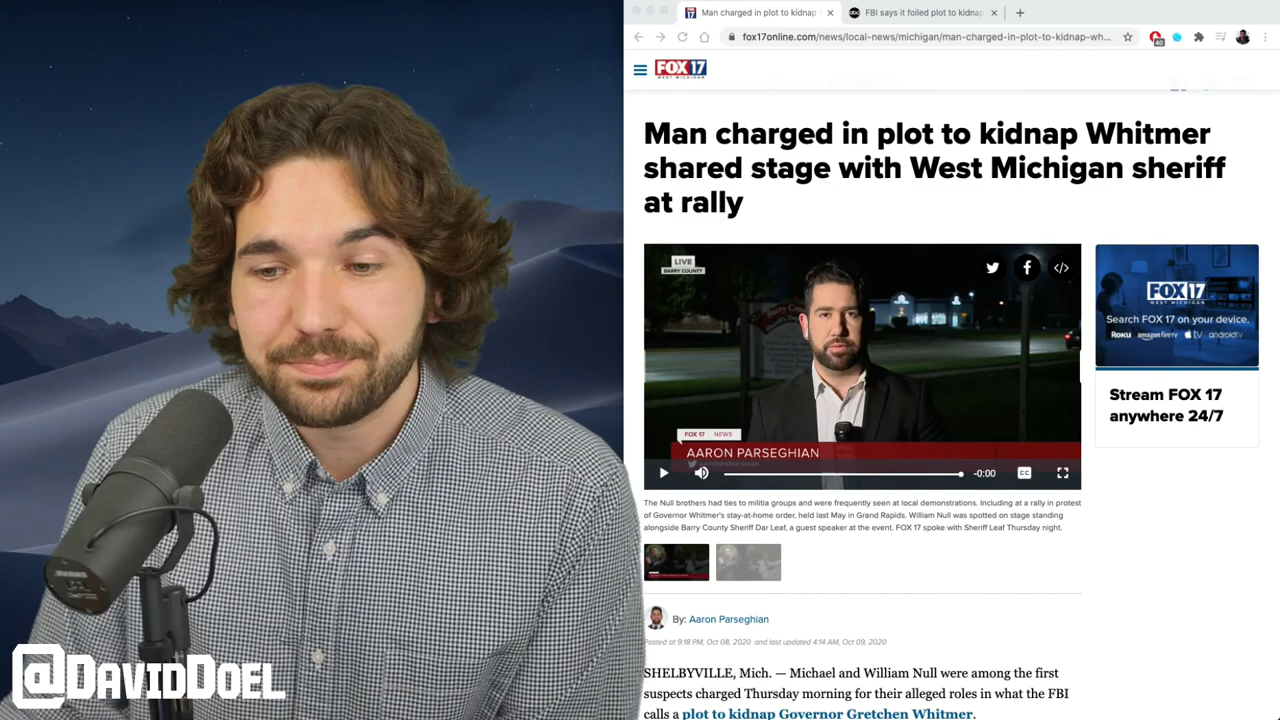 Man charged in plot to kidnap
FBI says it foiled plot to kidnap
fox17online.com/news/local-news/michigan/man-charged-in-plot-to-kidnap-wh...
40
FOX 17
WEST MICHIGAN
Man charged in plot to kidnap Whitmer
shared stage with West Michigan sheriff
at rally
LIVE
BARRY COUNTY
FOX 17 NEWS
AARON PARSEGHIAN
-0:00
CC
FOX 17
WEST MICHIGAN
Search FOX 17 on your device.
Roku amazon firetv tv androidtv
Stream FOX 17
anywhere 24/7
The Null brothers had ties to militia groups and were frequently seen at local demonstrations. Including at a rally in protest
of Governor Whitmer's stay-at-home order, held last May in Grand Rapids. William Null was spotted on stage standing
alongside Barry County Sheriff Dar Leaf, a guest speaker at the event. FOX 17 spoke with Sheriff Leaf Thursday night.
By: Aaron Parseghian
Posted at 9:18 PM, Oct 08, 2020 and last updated 4:14 AM, Oct 09, 2020
SHELBYVILLE, Mich. — Michael and William Null were among the first
suspects charged Thursday morning for their alleged roles in what the FBI
calls a plot to kidnap Governor Gretchen Whitmer.
@DAVIDDOEL